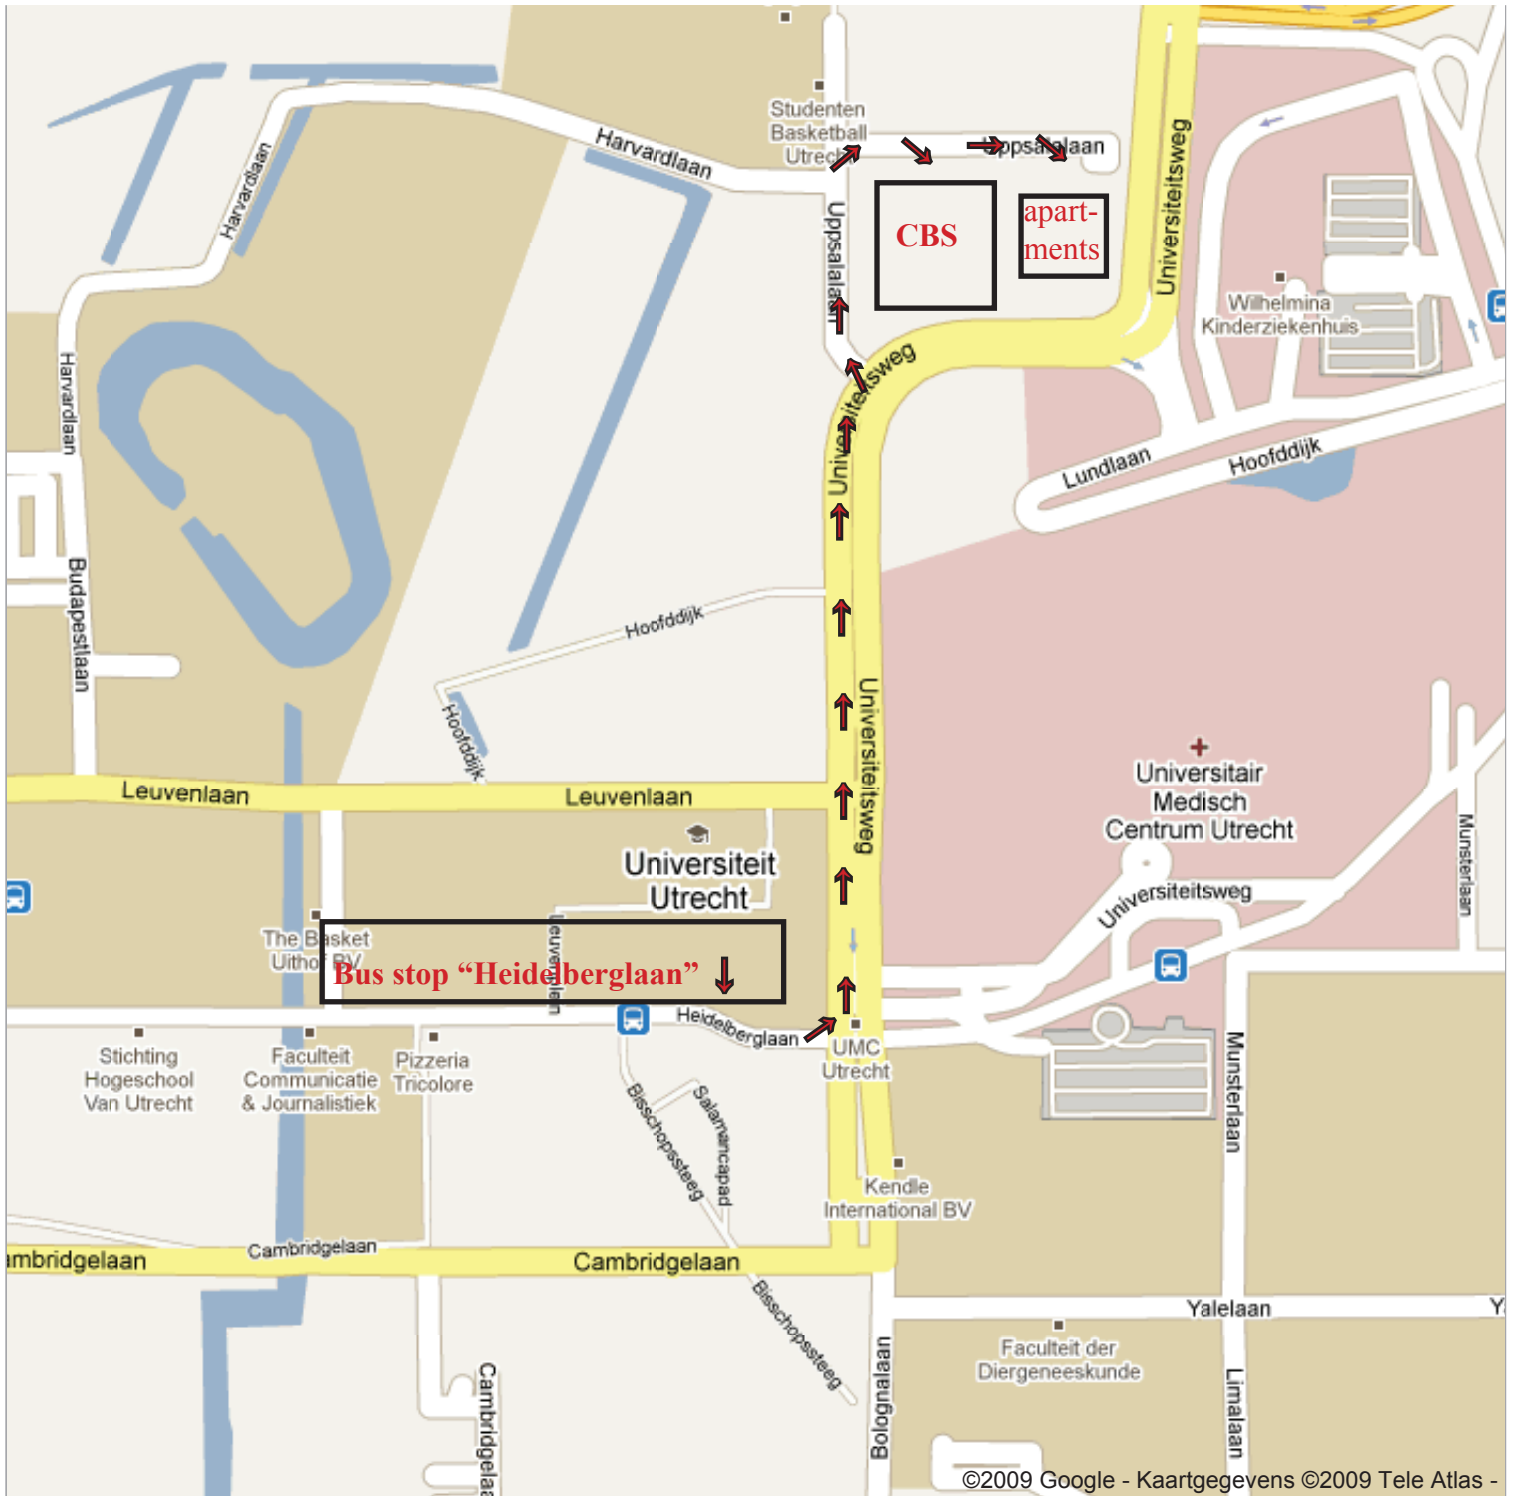 Studenten
Basketball
Utrecht
Harvardlaan
Uppsalalaan
Universiteitsweg
Harvardlaan
Uppsalalaan
CBS
apart-
ments
Wilhelmina
Kinderziekenhuis
Harvardlaan
Universiteitsweg
Lundlaan
Hoofddijk
Budapestlaan
Hoofddijk
Hoofddijk
Universiteitsweg
Universitair
Medisch
Centrum Utrecht
Leuvenlaan
Leuvenlaan
Munsterlaan
Universiteit
Utrecht
Universiteitsweg
The Basket
Uithof BV
Leuvenplein
Bus stop “Heidelberglaan”
Heidelberglaan
Stichting
Hogeschool
Van Utrecht
Faculteit
Communicatie
& Journalistiek
Pizzeria
Tricolore
UMC
Utrecht
Munsterlaan
Bisschopssteeg
Salamancapad
Kendle
International BV
ambridgelaan
Cambridgelaan
Cambridgelaan
Bisschopssteeg
Yalelaan
Y
Faculteit der
Diergeneeskunde
Bolognalaan
Limalaan
Cambridgelaa
©2009 Google - Kaartgegevens ©2009 Tele Atlas -